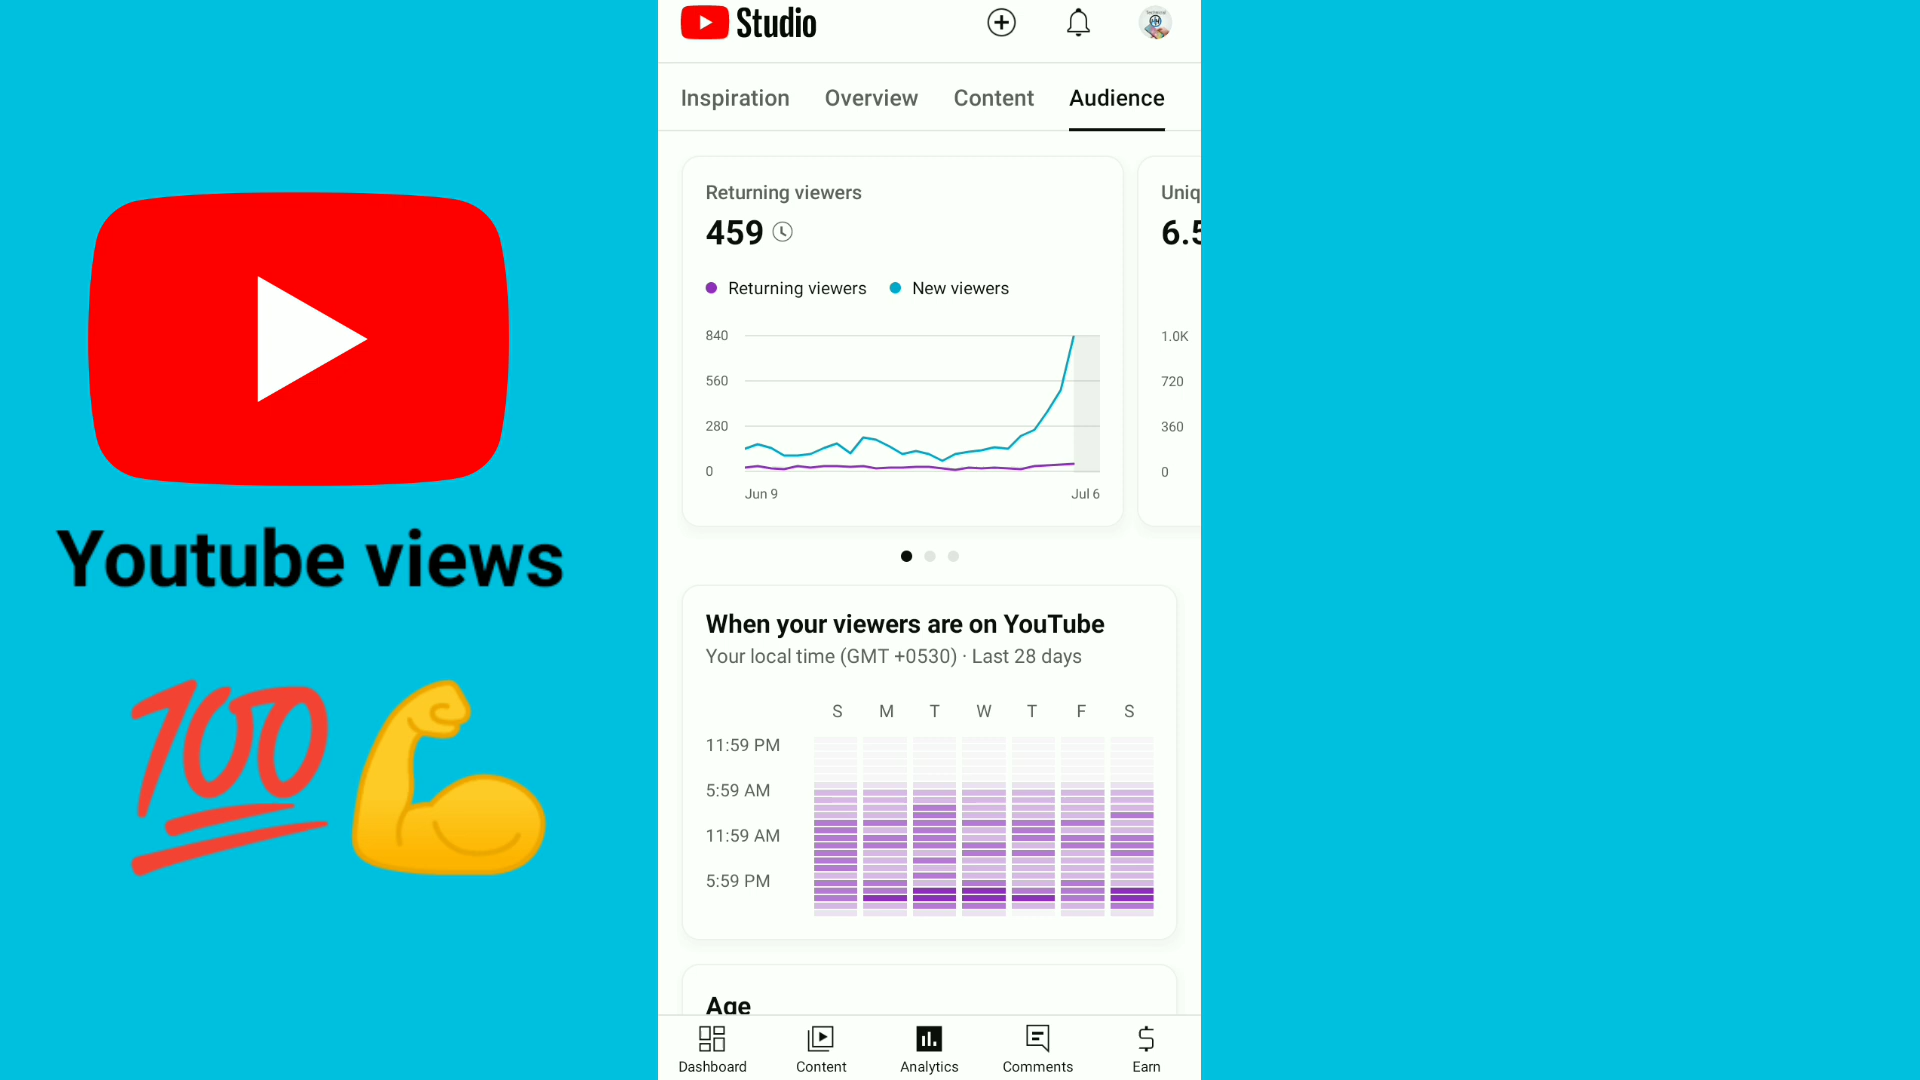 Studio
Inspiration Overview Content Audience
Returning viewers
459
Returning viewers New viewers
840
560
280
0
Jun 9 Jul 6
Uniq
6.5
1.0K
720
360
0
When your viewers are on YouTube
Your local time (GMT +0530) · Last 28 days
S M T W T F S
11:59 PM
5:59 AM
11:59 AM
5:59 PM
Age
Dashboard Content Analytics Comments Earn
Youtube views
💯💪